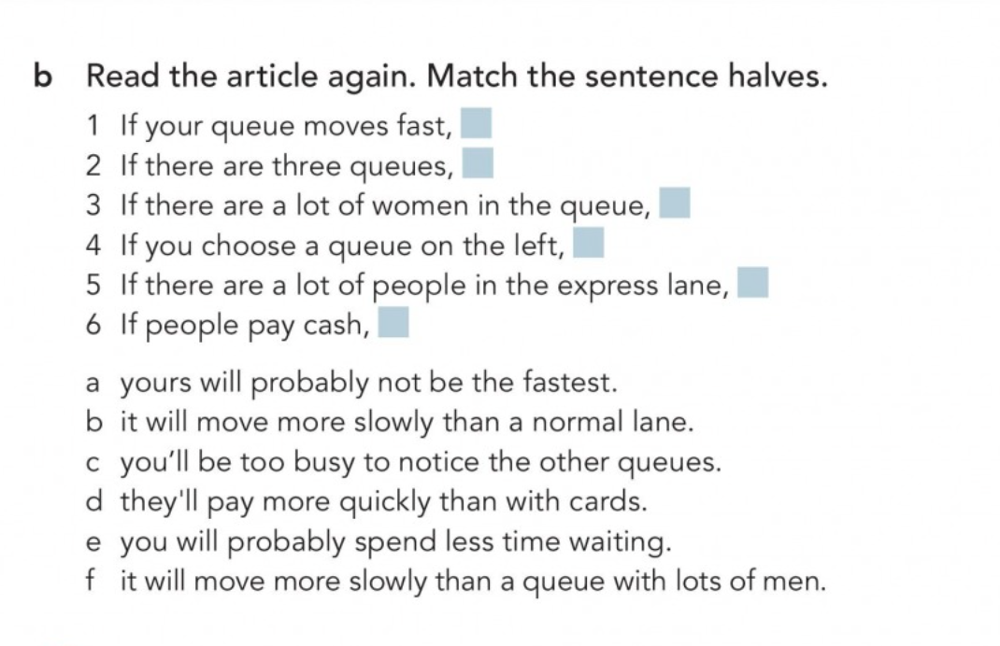 b Read the article again. Match the sentence halves.
1 If your queue moves fast,
2 If there are three queues,
3 If there are a lot of women in the queue,
4 If you choose a queue on the left,
5 If there are a lot of people in the express lane,
6 If people pay cash,
a yours will probably not be the fastest.
b it will move more slowly than a normal lane.
c you’ll be too busy to notice the other queues.
d they'll pay more quickly than with cards.
e you will probably spend less time waiting.
f it will move more slowly than a queue with lots of men.